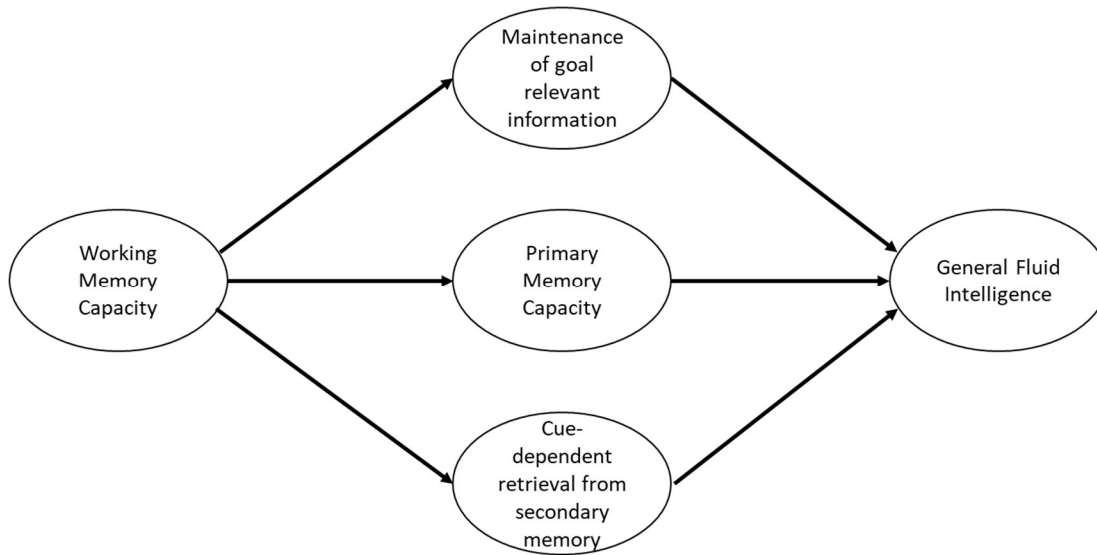 Maintenance
of goal
relevant
information
Working
Memory
Capacity
Primary
Memory
Capacity
General Fluid
Intelligence
Cue-
dependent
retrieval from
secondary
memory